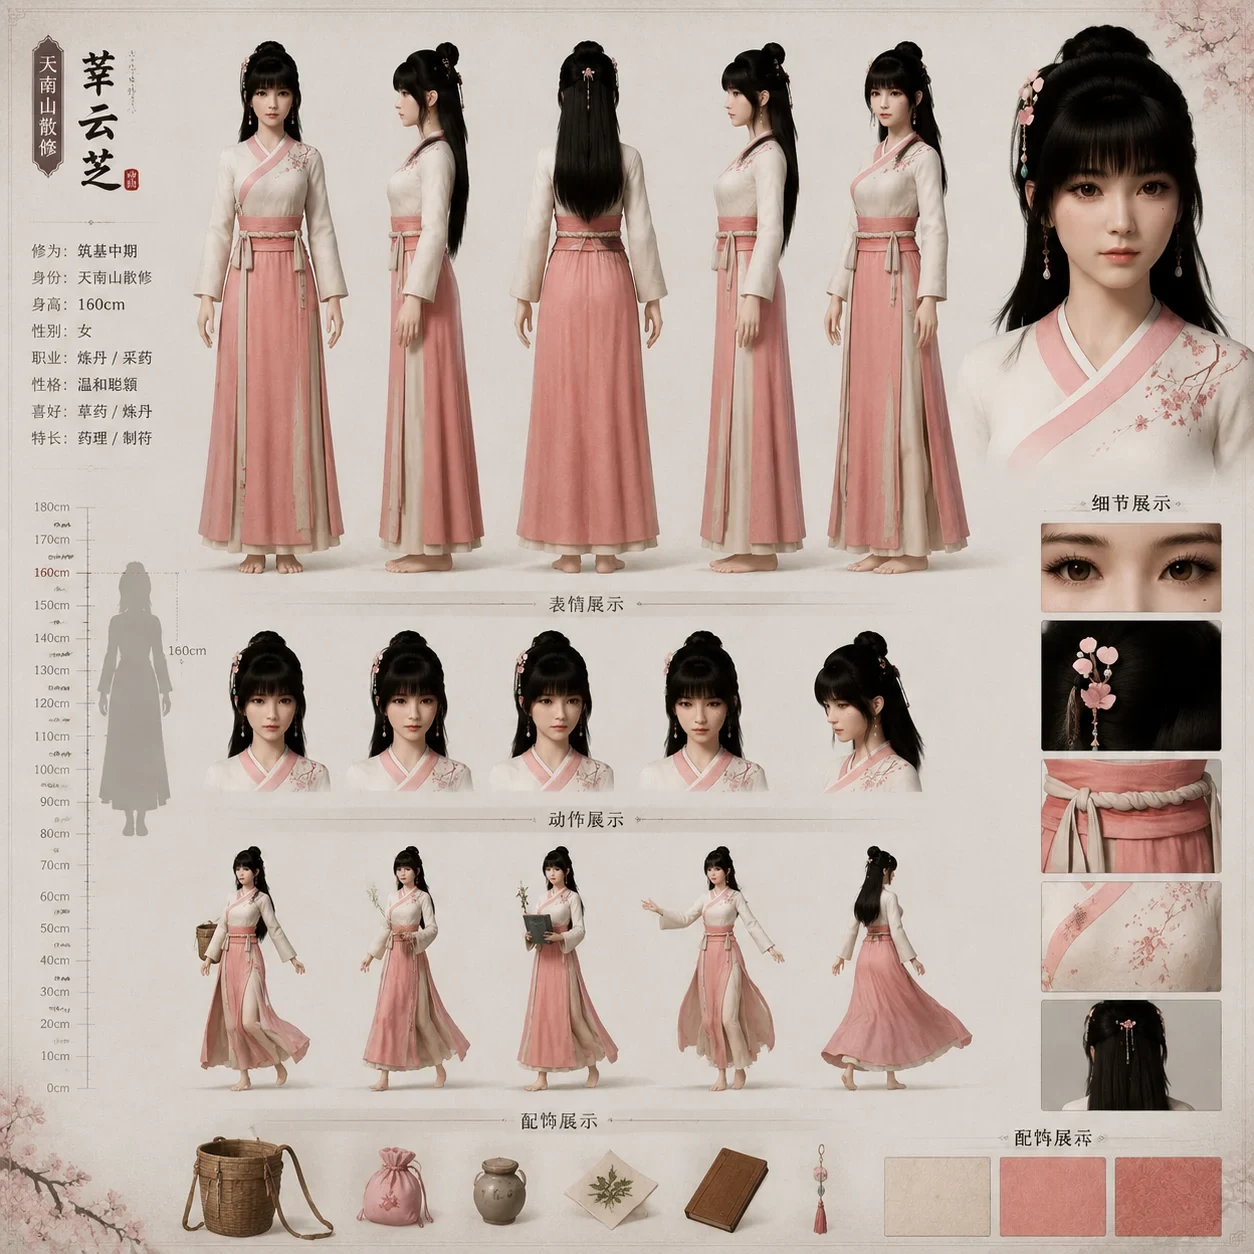 天南山散修
莘云芝
修为：筑基中期
身份：天南山散修
身高：160cm
性别：女
职业：炼丹 / 采药
性格：温和聪颖
喜好：草药 / 炼丹
特长：药理 / 制符
180cm
170cm
160cm
150cm
140cm
130cm
120cm
110cm
100cm
90cm
80cm
70cm
60cm
50cm
40cm
30cm
20cm
10cm
0cm
160cm
表情展示
动作展示
配饰展示
细节展示
配饰展示